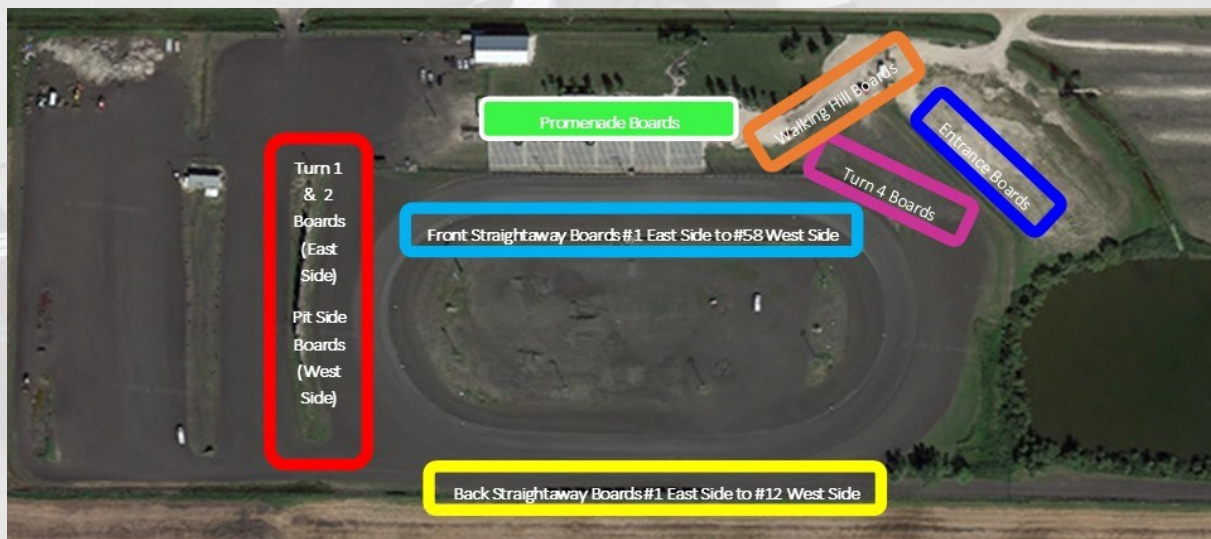 Walking Hill Boards
Promenade Boards
Entrance Boards
Turn 4 Boards
Turn 1
& 2
Boards
(East
Side)
Pit Side
Boards
(West
Side)
Front Straightaway Boards #1 East Side to #58 West Side
Back Straightaway Boards #1 East Side to #12 West Side